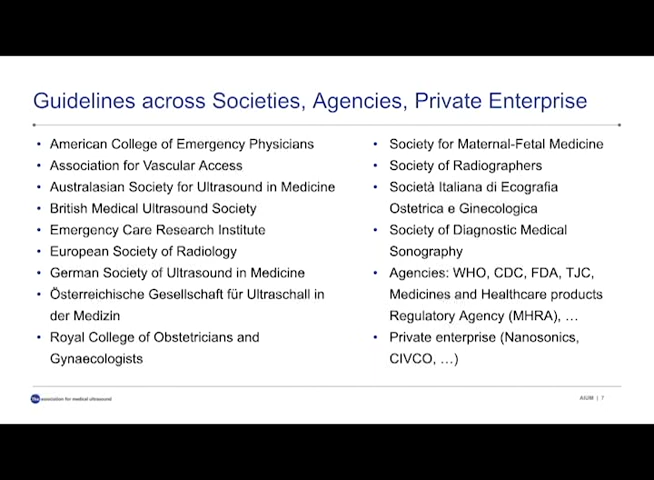 Guidelines across Societies, Agencies, Private Enterprise
• American College of Emergency Physicians
• Association for Vascular Access
• Australasian Society for Ultrasound in Medicine
• British Medical Ultrasound Society
• Emergency Care Research Institute
• European Society of Radiology
• German Society of Ultrasound in Medicine
• Österreichische Gesellschaft für Ultraschall in
der Medizin
• Royal College of Obstetricians and
Gynaecologists
• Society for Maternal-Fetal Medicine
• Society of Radiographers
• Società Italiana di Ecografia
Ostetrica e Ginecologica
• Society of Diagnostic Medical
Sonography
• Agencies: WHO, CDC, FDA, TJC,
Medicines and Healthcare products
Regulatory Agency (MHRA), …
• Private enterprise (Nanosonics,
CIVCO, …)
The association for medical ultrasound
AIUM | 7